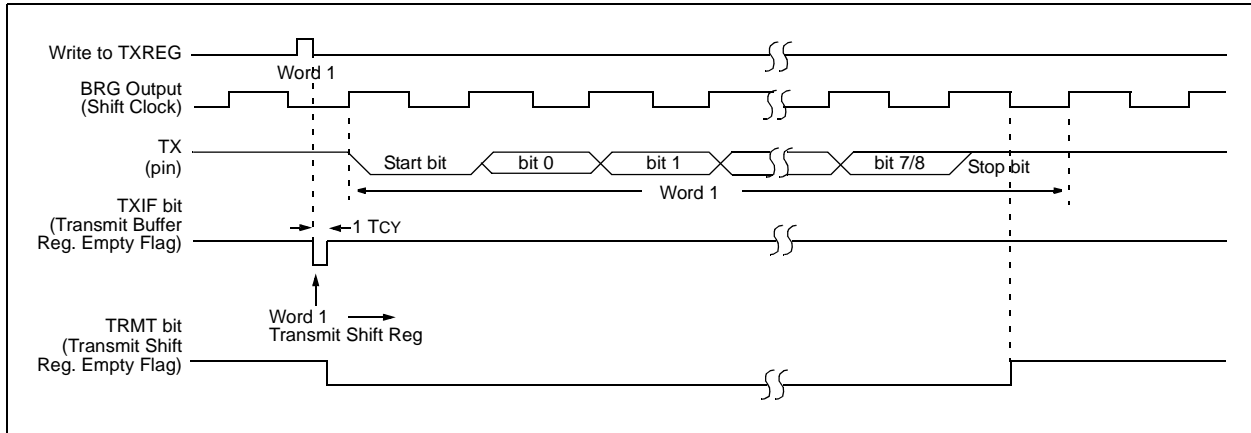 Write to TXREG
Word 1
BRG Output
(Shift Clock)
TX
(pin)
Start bit
bit 0
bit 1
bit 7/8
Stop bit
Word 1
TXIF bit
(Transmit Buffer
Reg. Empty Flag)
1 TCY
Word 1
Transmit Shift Reg
TRMT bit
(Transmit Shift
Reg. Empty Flag)